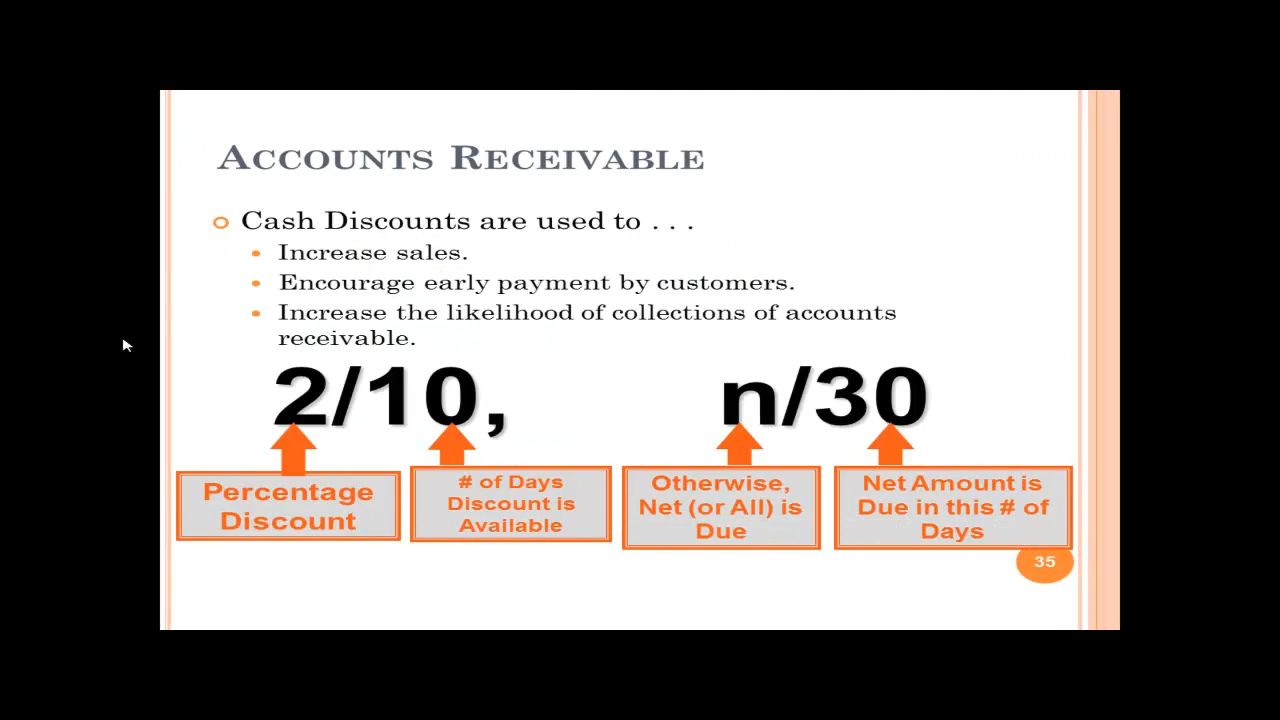 ACCOUNTS RECEIVABLE
Cash Discounts are used to . . .
Increase sales.
Encourage early payment by customers.
Increase the likelihood of collections of accounts
receivable.
2/10, n/30
Percentage
Discount
# of Days
Discount is
Available
Otherwise,
Net (or All) is
Due
Net Amount is
Due in this # of
Days
35